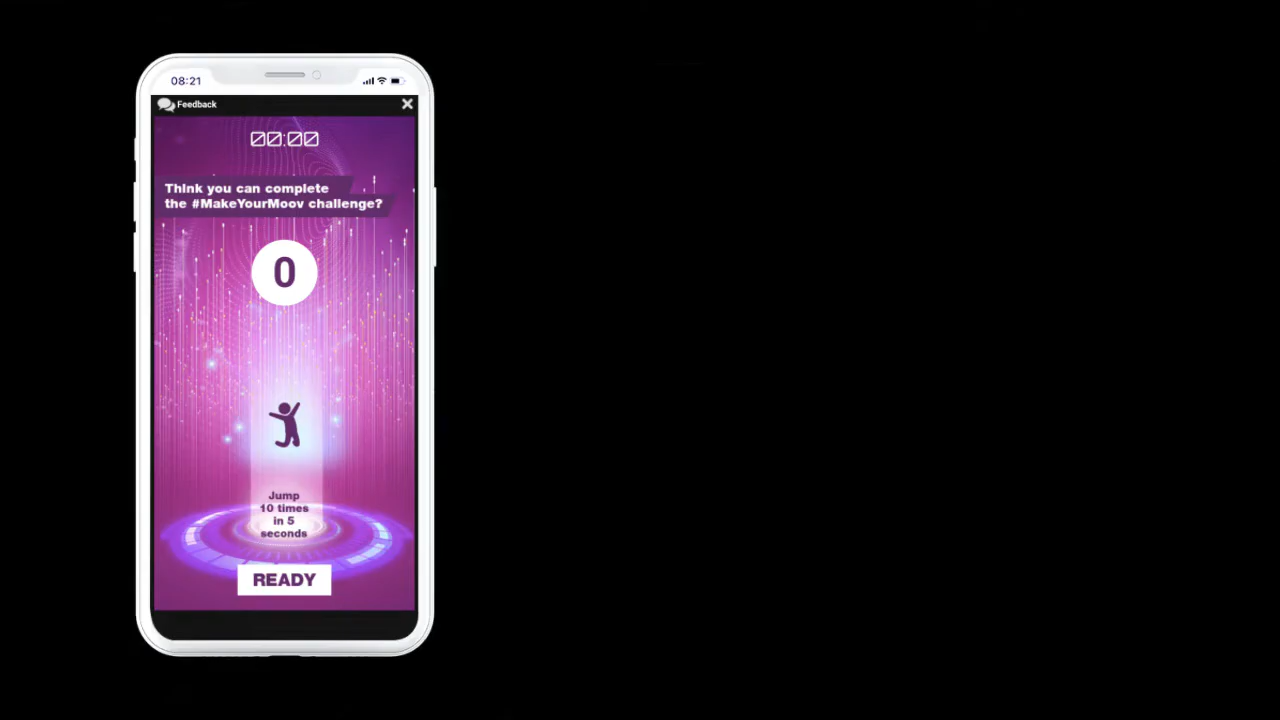 08:21
Feedback
00:00
Think you can complete
the #MakeYourMoov challenge?
0
Jump
10 times
in 5
seconds
READY